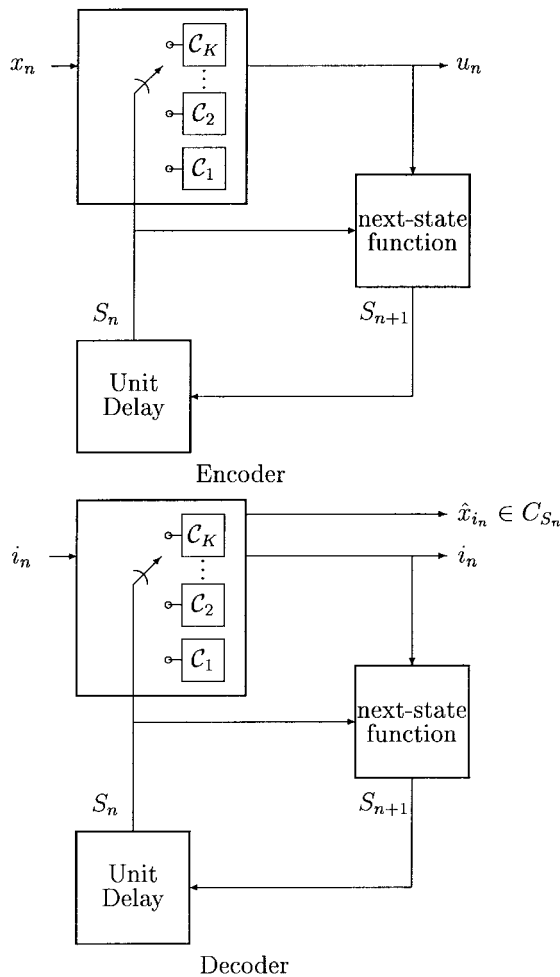 x_n
C_K
⋮
C_2
C_1
u_n
next-state
function
S_n
S_{n+1}
Unit
Delay
Encoder
i_n
C_K
⋮
C_2
C_1
x̂_{i_n} ∈ C_{S_n}
i_n
next-state
function
S_n
S_{n+1}
Unit
Delay
Decoder